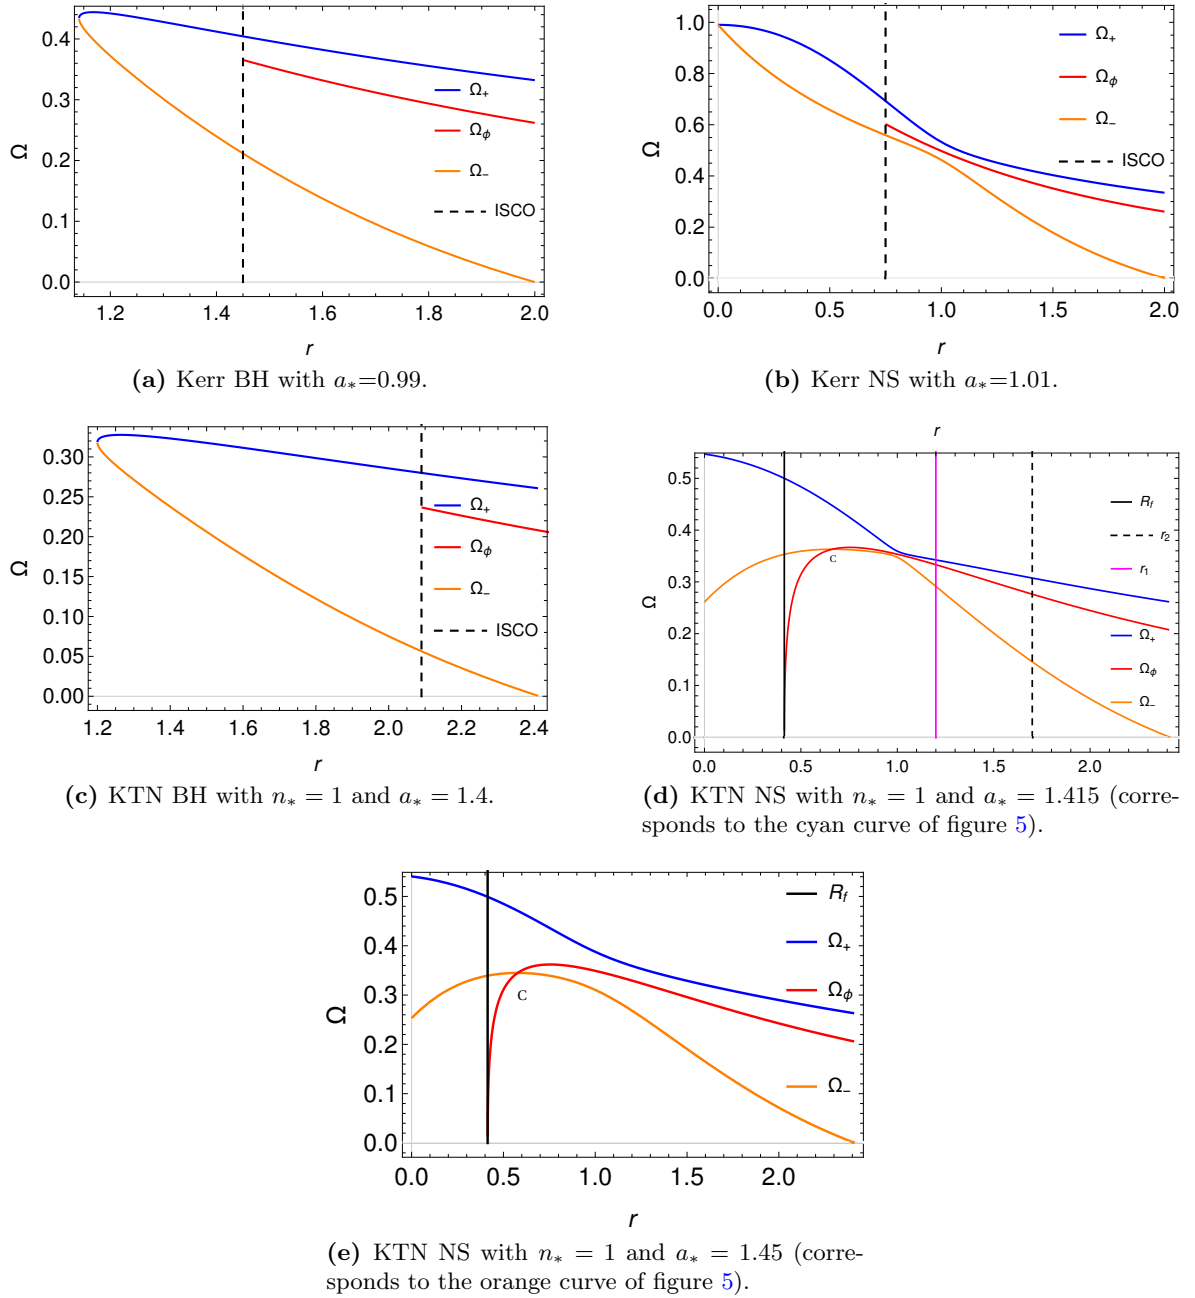 Ω₊
Ω_ϕ
Ω₋
ISCO
Ω
0.4
0.3
0.2
0.1
0.0
1.2 1.4 1.6 1.8 2.0
r
(a) Kerr BH with a∗=0.99.
Ω₊
Ω_ϕ
Ω₋
ISCO
Ω
1.0
0.8
0.6
0.4
0.2
0.0
0.0 0.5 1.0 1.5 2.0
r
(b) Kerr NS with a∗=1.01.
Ω₊
Ω_ϕ
Ω₋
ISCO
Ω
0.30
0.25
0.20
0.15
0.10
0.05
0.00
1.2 1.4 1.6 1.8 2.0 2.2 2.4
r
(c) KTN BH with n∗ = 1 and a∗ = 1.4.
r
R_f
r₂
r₁
Ω₊
Ω_ϕ
Ω₋
C
Ω
0.5
0.4
0.3
0.2
0.1
0.0
0.0 0.5 1.0 1.5 2.0
(d) KTN NS with n∗ = 1 and a∗ = 1.415 (corre-
sponds to the cyan curve of figure 5).
R_f
Ω₊
Ω_ϕ
Ω₋
C
Ω
0.5
0.4
0.3
0.2
0.1
0.0
0.0 0.5 1.0 1.5 2.0
r
(e) KTN NS with n∗ = 1 and a∗ = 1.45 (corre-
sponds to the orange curve of figure 5).